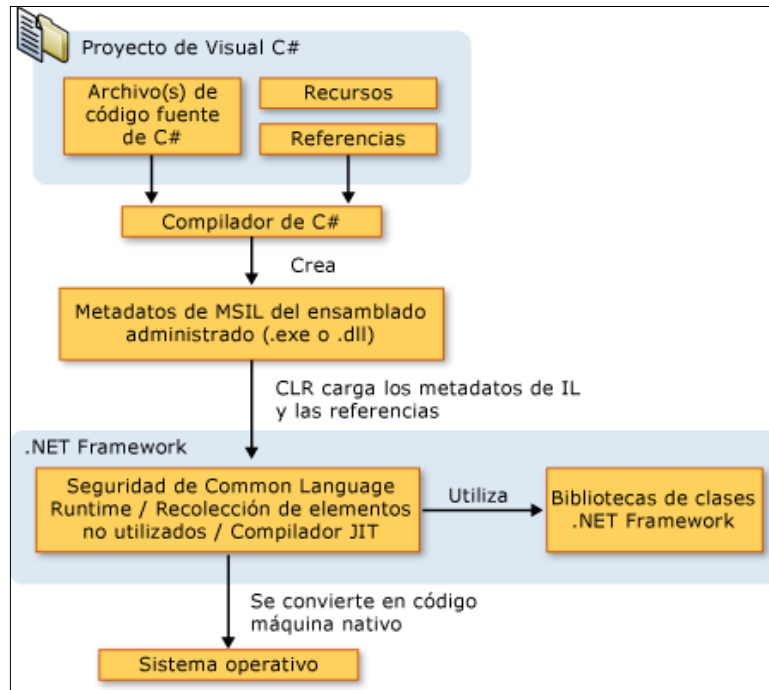 Proyecto de Visual C#
Archivo(s) de
código fuente
de C#
Recursos
Referencias
Compilador de C#
Crea
Metadatos de MSIL del ensamblado
administrado (.exe o .dll)
CLR carga los metadatos de IL
y las referencias
.NET Framework
Seguridad de Common Language
Runtime / Recolección de elementos
no utilizados / Compilador JIT
Utiliza
Bibliotecas de clases
.NET Framework
Se convierte en código
máquina nativo
Sistema operativo